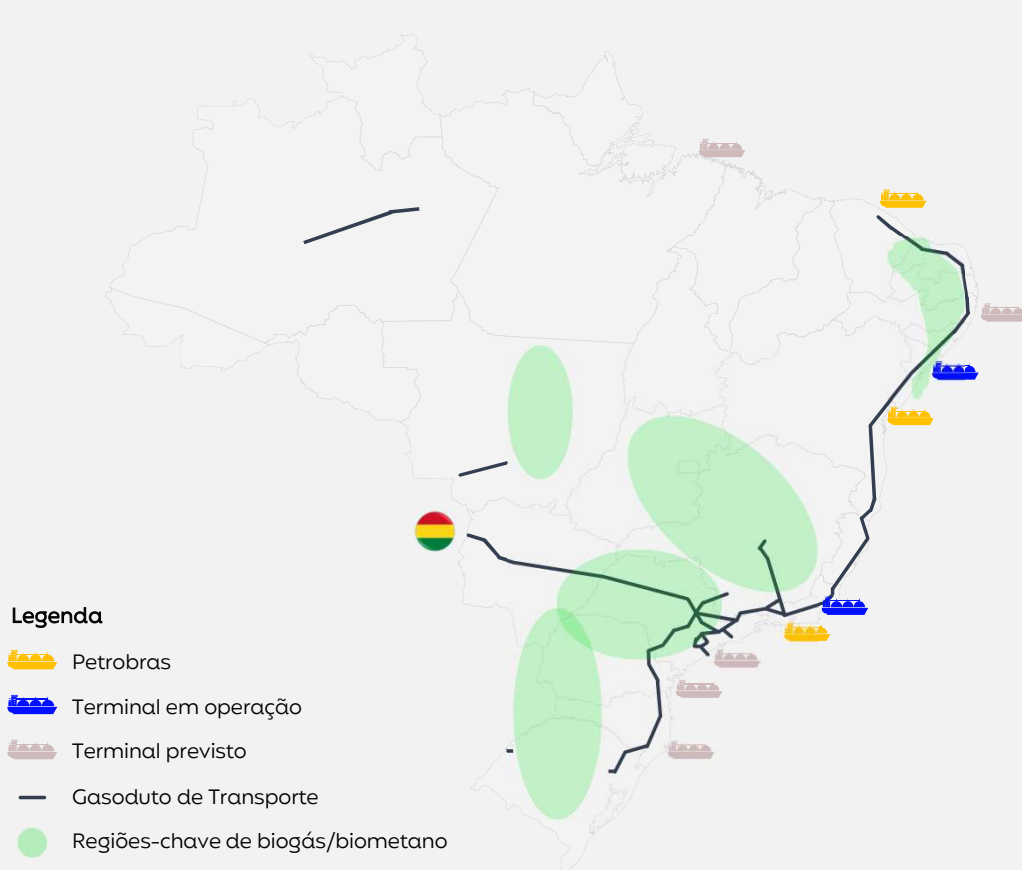 Legenda
Petrobras
Terminal em operação
Terminal previsto
Gasoduto de Transporte
Regiões-chave de biogás/biometano